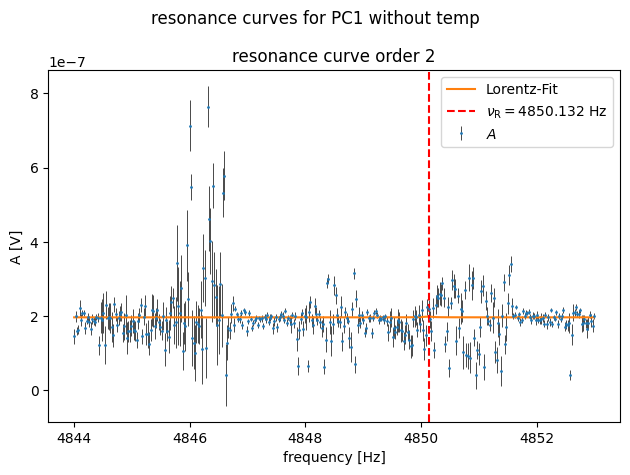 resonance curves for PC1 without temp
resonance curve order 2
1e−7
Lorentz-Fit
ν_R = 4850.132 Hz
A
8
6
4
2
0
A [V]
4844 4846 4848 4850 4852
frequency [Hz]